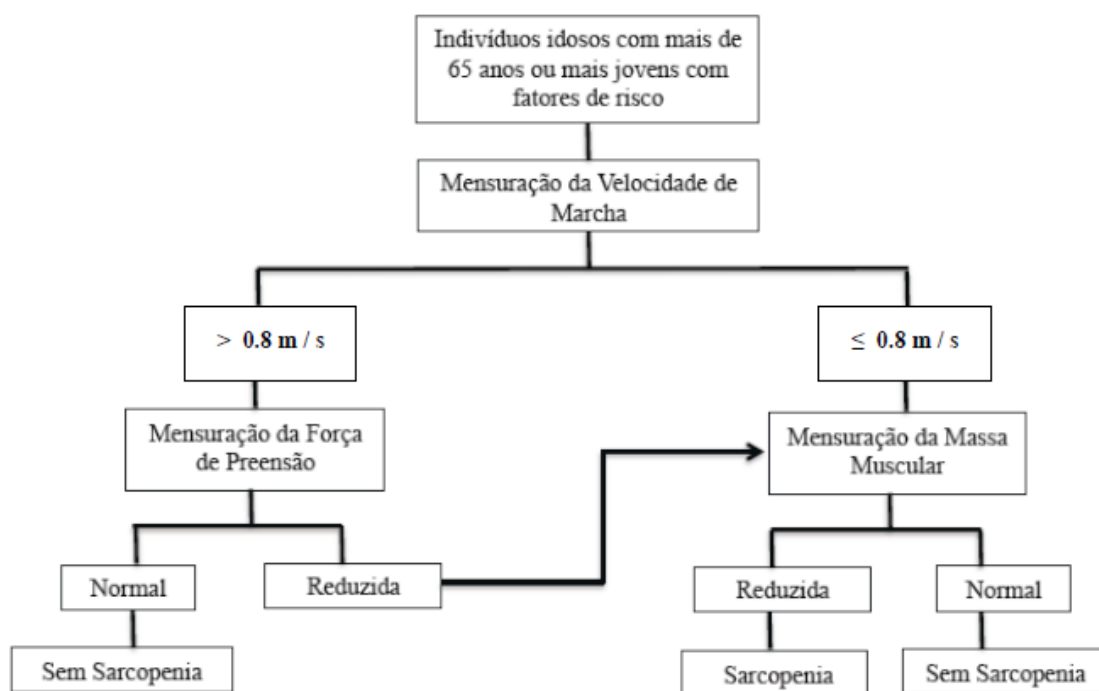 Indivíduos idosos com mais de
65 anos ou mais jovens com
fatores de risco
Mensuração da Velocidade de
Marcha
> 0.8 m / s
≤ 0.8 m / s
Mensuração da Força
de Preensão
Mensuração da Massa
Muscular
Normal
Reduzida
Reduzida
Normal
Sem Sarcopenia
Sarcopenia
Sem Sarcopenia